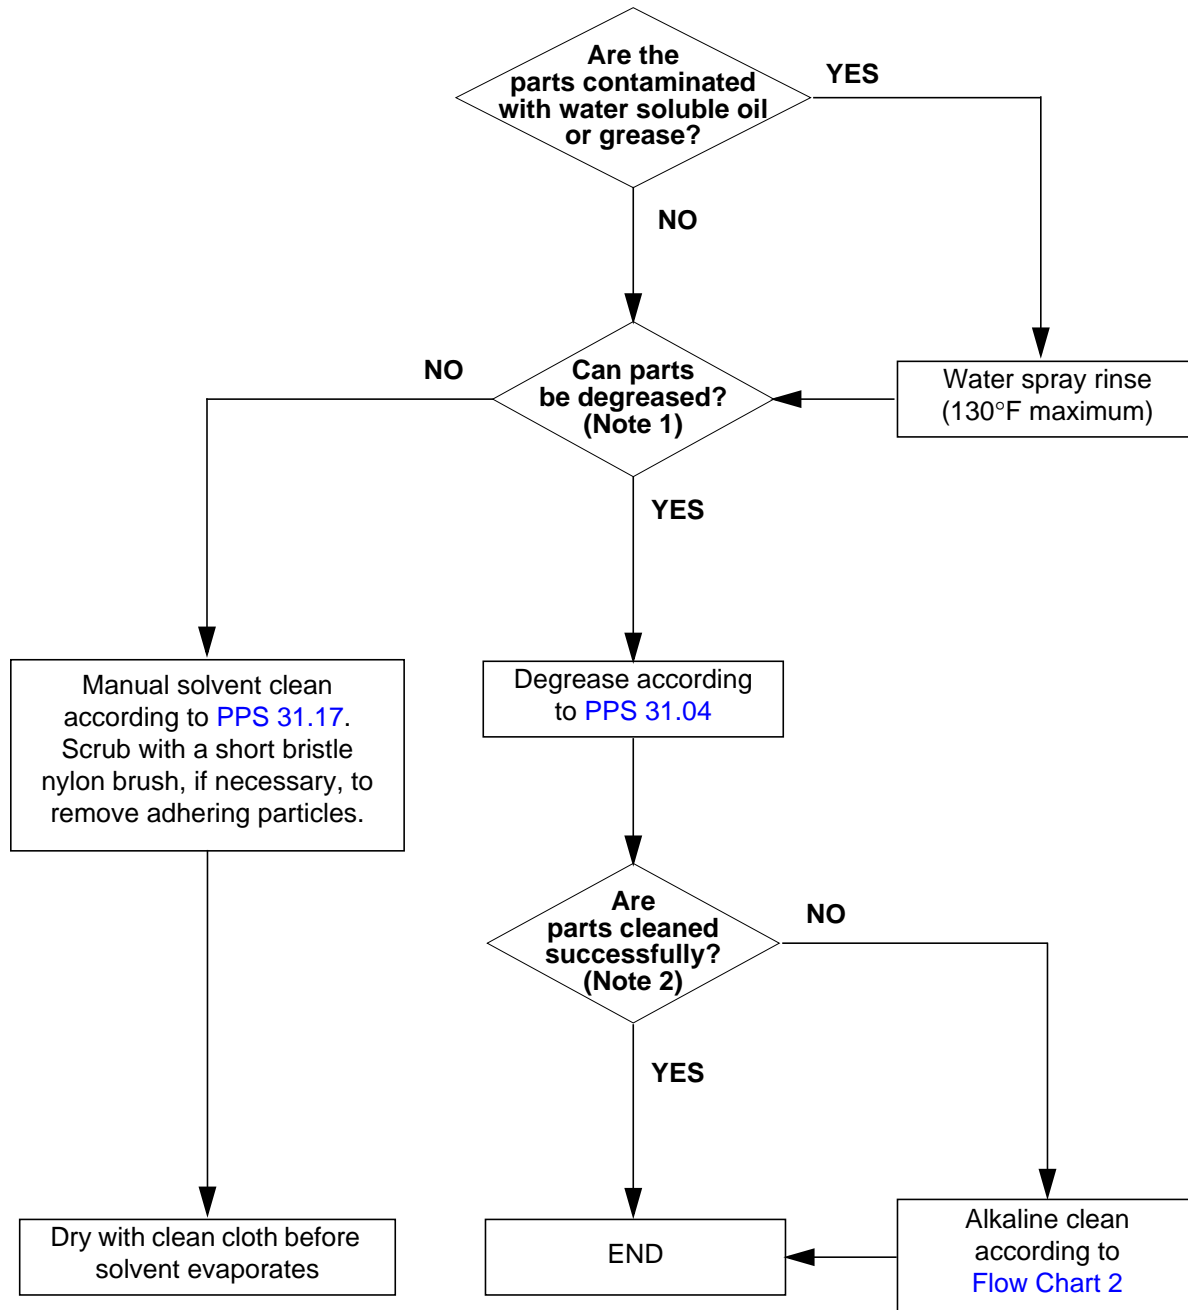 Are the
parts contaminated
with water soluble oil
or grease?
YES
NO
Can parts
be degreased?
(Note 1)
NO
Water spray rinse
(130°F maximum)
YES
Manual solvent clean
according to PPS 31.17.
Scrub with a short bristle
nylon brush, if necessary, to
remove adhering particles.
Degrease according
to PPS 31.04
Are
parts cleaned
successfully?
(Note 2)
NO
YES
Dry with clean cloth before
solvent evaporates
END
Alkaline clean
according to
Flow Chart 2